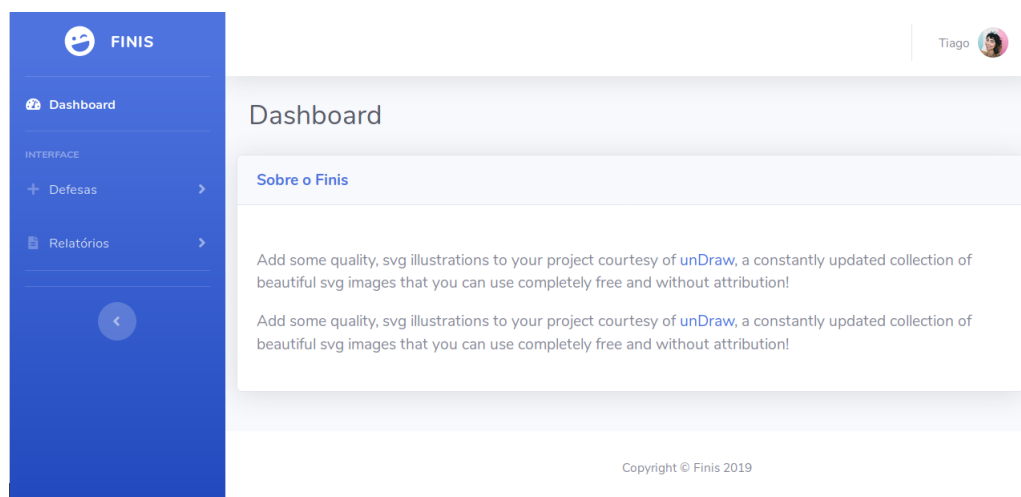 FINIS
Tiago
Dashboard
Dashboard
INTERFACE
Defesas
Relatórios
Sobre o Finis
Add some quality, svg illustrations to your project courtesy of unDraw, a constantly updated collection of
beautiful svg images that you can use completely free and without attribution!
Add some quality, svg illustrations to your project courtesy of unDraw, a constantly updated collection of
beautiful svg images that you can use completely free and without attribution!
Copyright © Finis 2019